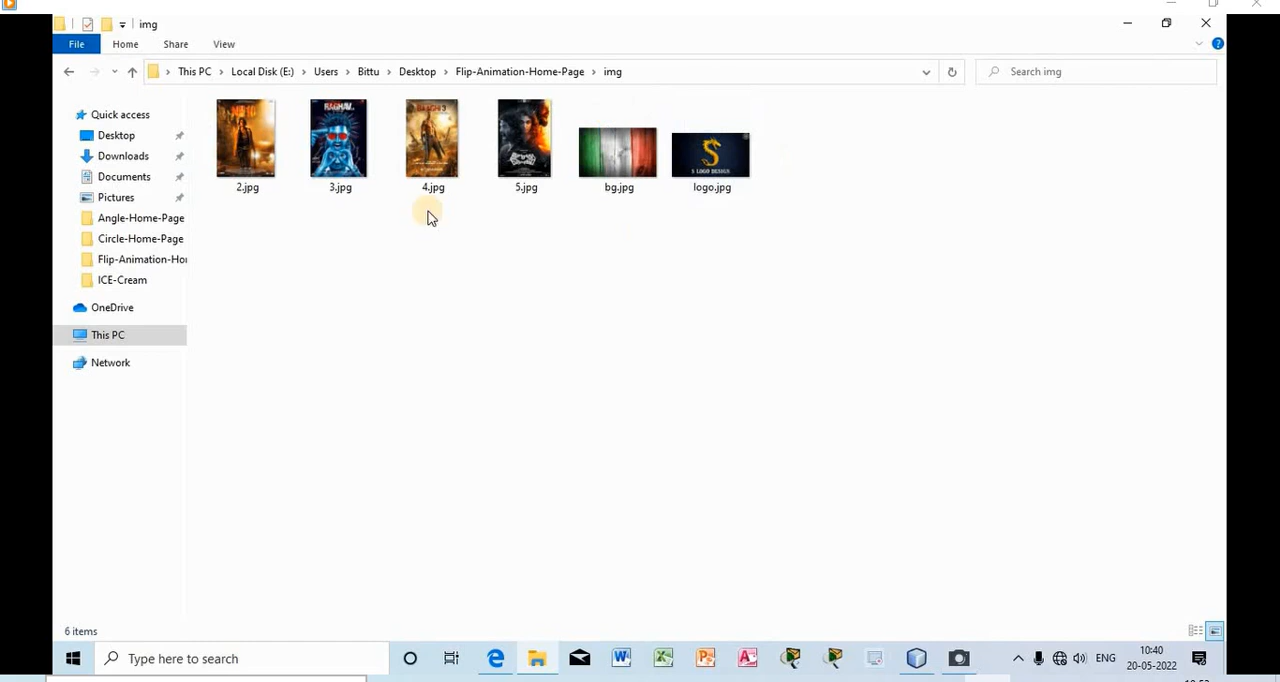 img
File Home Share View
This PC Local Disk (E:) Users Bittu Desktop Flip-Animation-Home-Page img
Search img
Quick access
Desktop
Downloads
Documents
Pictures
Angle-Home-Page
Circle-Home-Page
Flip-Animation-Hor
ICE-Cream
OneDrive
This PC
Network
RAGHAV
S LOGO DESIGN
2.jpg 3.jpg 4.jpg 5.jpg bg.jpg logo.jpg
6 items
Type here to search
ENG
10:40
20-05-2022